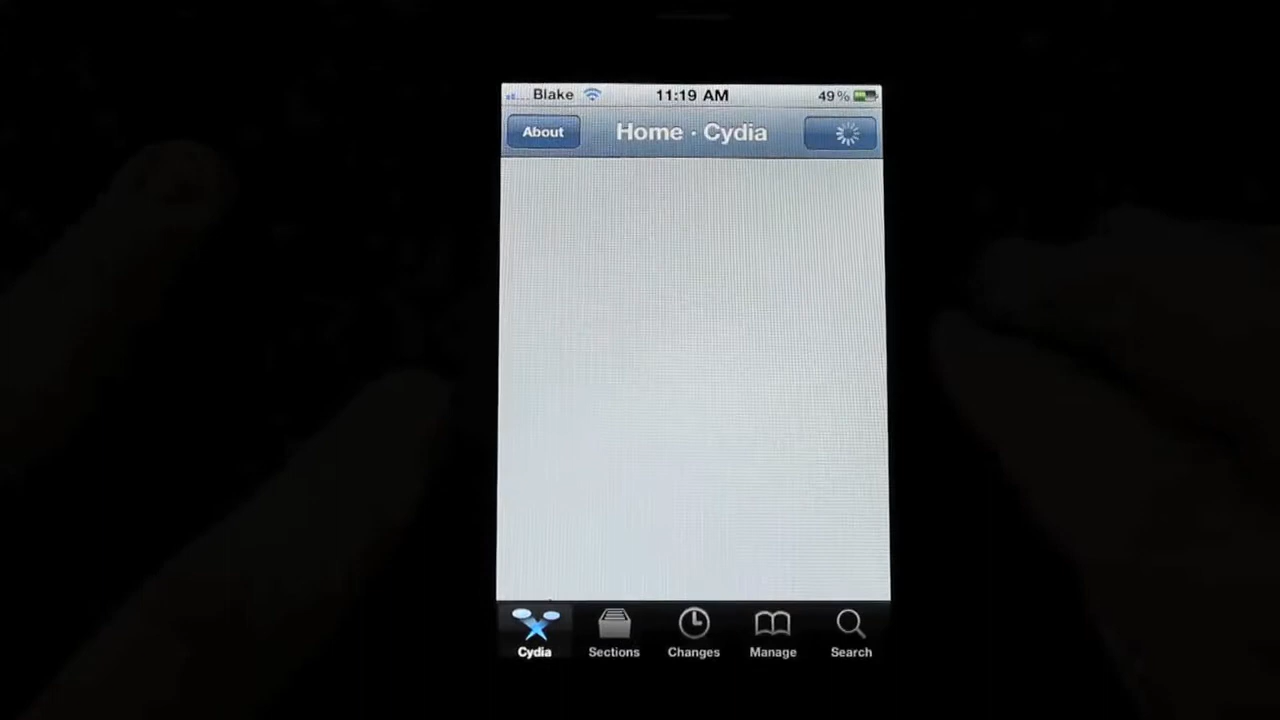 Blake 11:19 AM 49%
About Home · Cydia
Cydia Sections Changes Manage Search